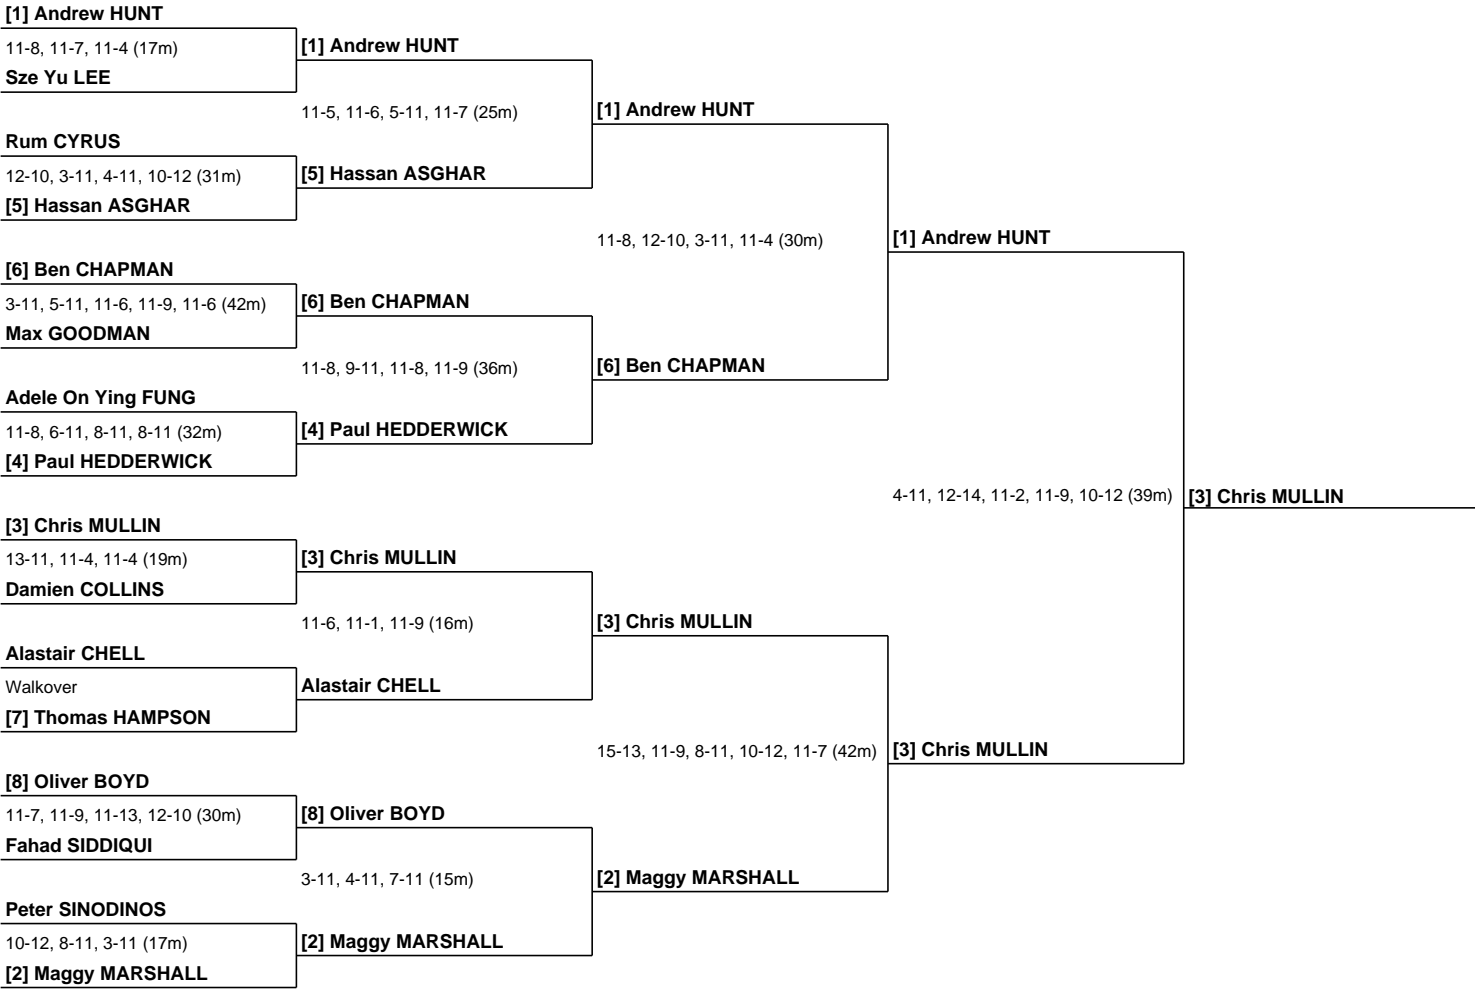 [1] Andrew HUNT
11-8, 11-7, 11-4 (17m)
Sze Yu LEE
Rum CYRUS
12-10, 3-11, 4-11, 10-12 (31m)
[5] Hassan ASGHAR
[6] Ben CHAPMAN
3-11, 5-11, 11-6, 11-9, 11-6 (42m)
Max GOODMAN
Adele On Ying FUNG
11-8, 6-11, 8-11, 8-11 (32m)
[4] Paul HEDDERWICK
[3] Chris MULLIN
13-11, 11-4, 11-4 (19m)
Damien COLLINS
Alastair CHELL
Walkover
[7] Thomas HAMPSON
[8] Oliver BOYD
11-7, 11-9, 11-13, 12-10 (30m)
Fahad SIDDIQUI
Peter SINODINOS
10-12, 8-11, 3-11 (17m)
[2] Maggy MARSHALL
[1] Andrew HUNT
11-5, 11-6, 5-11, 11-7 (25m)
[5] Hassan ASGHAR
[6] Ben CHAPMAN
11-8, 9-11, 11-8, 11-9 (36m)
[4] Paul HEDDERWICK
[3] Chris MULLIN
11-6, 11-1, 11-9 (16m)
Alastair CHELL
[8] Oliver BOYD
3-11, 4-11, 7-11 (15m)
[2] Maggy MARSHALL
[1] Andrew HUNT
11-8, 12-10, 3-11, 11-4 (30m)
[6] Ben CHAPMAN
[3] Chris MULLIN
15-13, 11-9, 8-11, 10-12, 11-7 (42m)
[2] Maggy MARSHALL
[1] Andrew HUNT
4-11, 12-14, 11-2, 11-9, 10-12 (39m)
[3] Chris MULLIN
[3] Chris MULLIN